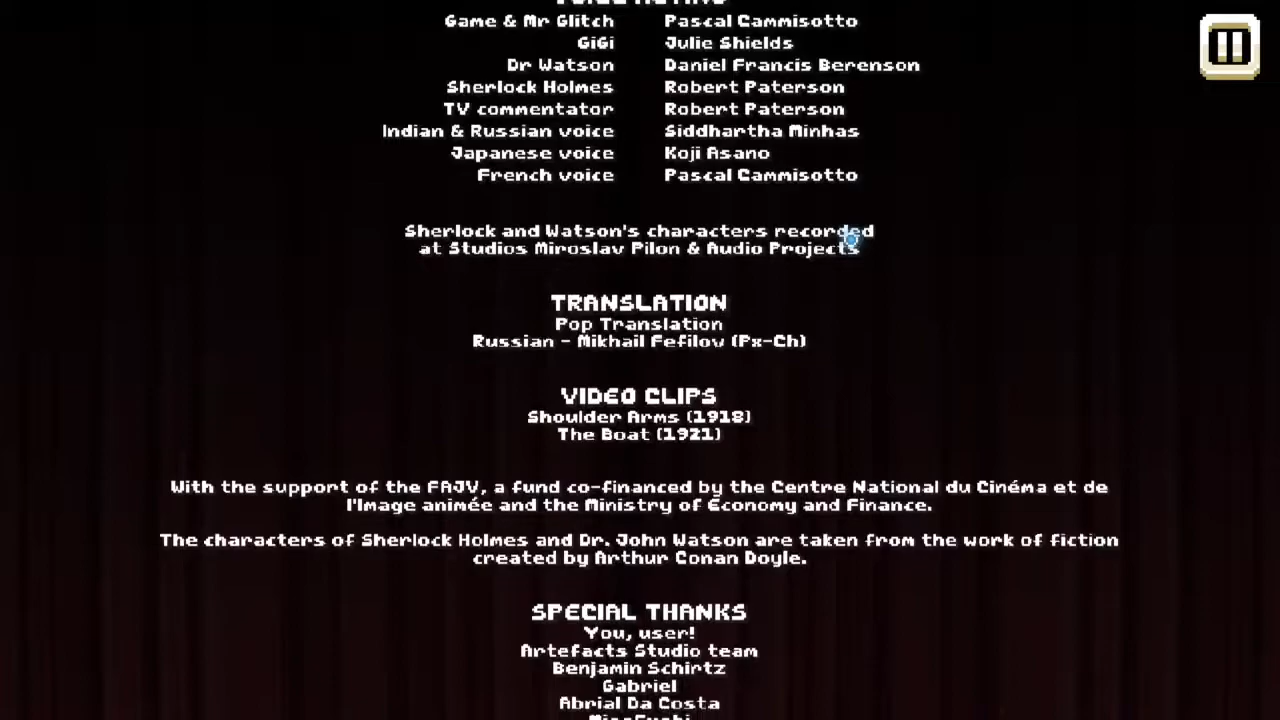 VOICE ACTING
Game & Mr Glitch Pascal Cammisotto
GiGi Julie Shields
Dr Watson Daniel Francis Berenson
Sherlock Holmes Robert Paterson
TV commentator Robert Paterson
Indian & Russian voice Siddhartha Minhas
Japanese voice Koji Asano
French voice Pascal Cammisotto
Sherlock and Watson's characters recorded
at Studios Miroslav Pilon & Audio Projects
TRANSLATION
Pop Translation
Russian - Mikhail Fefilov (Px-Ch)
VIDEO CLIPS
Shoulder Arms (1918)
The Boat (1921)
With the support of the FAJV, a fund co-financed by the Centre National du Cinéma et de
l'Image animée and the Ministry of Economy and Finance.
The characters of Sherlock Holmes and Dr. John Watson are taken from the work of fiction
created by Arthur Conan Doyle.
SPECIAL THANKS
You, user!
Artefacts Studio team
Benjamin Schirtz
Gabriel
Abrial Da Costa